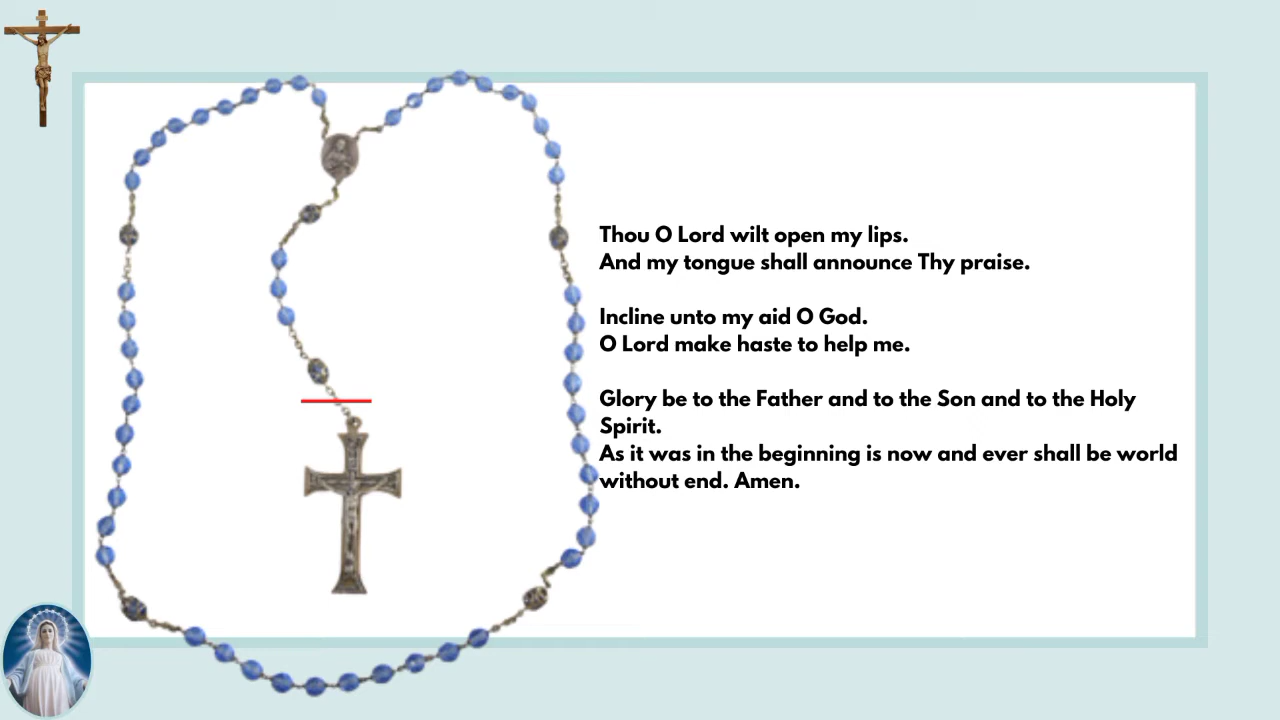 Thou O Lord wilt open my lips.
And my tongue shall announce Thy praise.
Incline unto my aid O God.
O Lord make haste to help me.
Glory be to the Father and to the Son and to the Holy
Spirit.
As it was in the beginning is now and ever shall be world
without end. Amen.